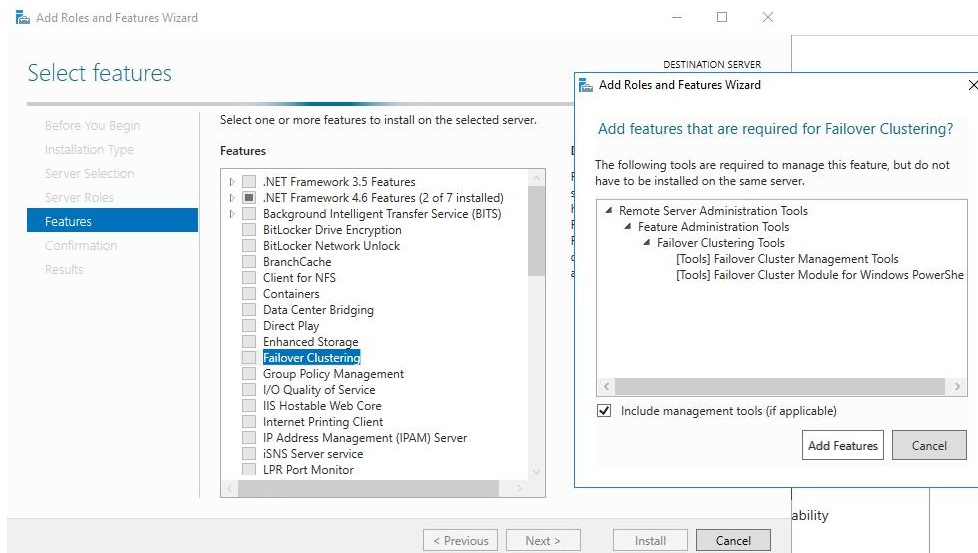 Add Roles and Features Wizard
Select features
DESTINATION SERVER
Before You Begin
Installation Type
Server Selection
Server Roles
Features
Confirmation
Results
Select one or more features to install on the selected server.
Features
.NET Framework 3.5 Features
.NET Framework 4.6 Features (2 of 7 installed)
Background Intelligent Transfer Service (BITS)
BitLocker Drive Encryption
BitLocker Network Unlock
BranchCache
Client for NFS
Containers
Data Center Bridging
Direct Play
Enhanced Storage
Failover Clustering
Group Policy Management
I/O Quality of Service
IIS Hostable Web Core
Internet Printing Client
IP Address Management (IPAM) Server
iSNS Server service
LPR Port Monitor
< Previous
Next >
Install
Cancel
Add Roles and Features Wizard
Add features that are required for Failover Clustering?
The following tools are required to manage this feature, but do not
have to be installed on the same server.
Remote Server Administration Tools
Feature Administration Tools
Failover Clustering Tools
[Tools] Failover Cluster Management Tools
[Tools] Failover Cluster Module for Windows PowerShe
Include management tools (if applicable)
Add Features
Cancel
ability